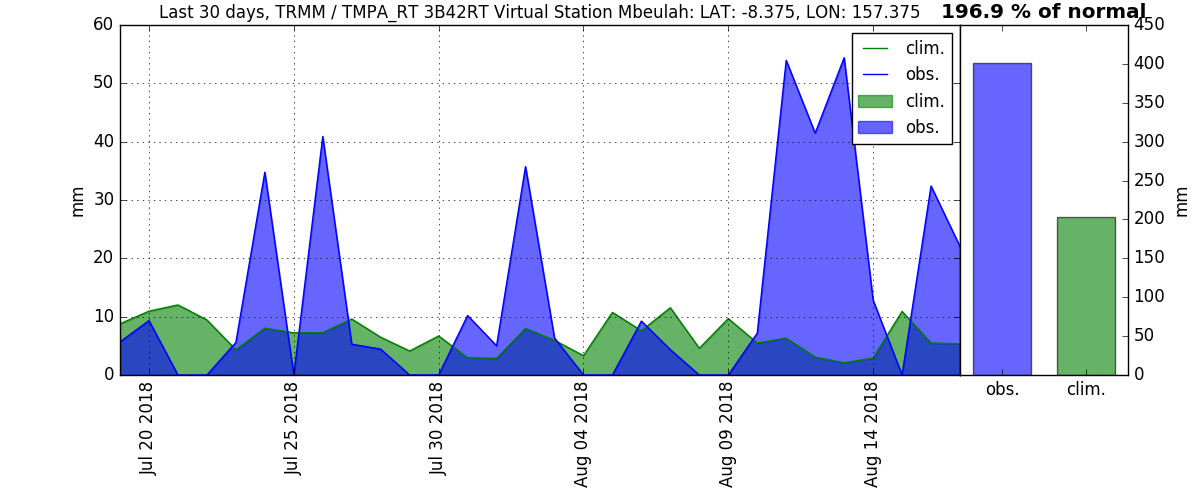 Last 30 days, TRMM / TMPA_RT 3B42RT Virtual Station Mbeulah: LAT: -8.375, LON: 157.375
196.9 % of normal
60
50
40
30
20
10
0
mm
Jul 20 2018
Jul 25 2018
Jul 30 2018
Aug 04 2018
Aug 09 2018
Aug 14 2018
clim.
obs.
clim.
obs.
450
400
350
300
250
200
150
100
50
0
mm
obs.
clim.